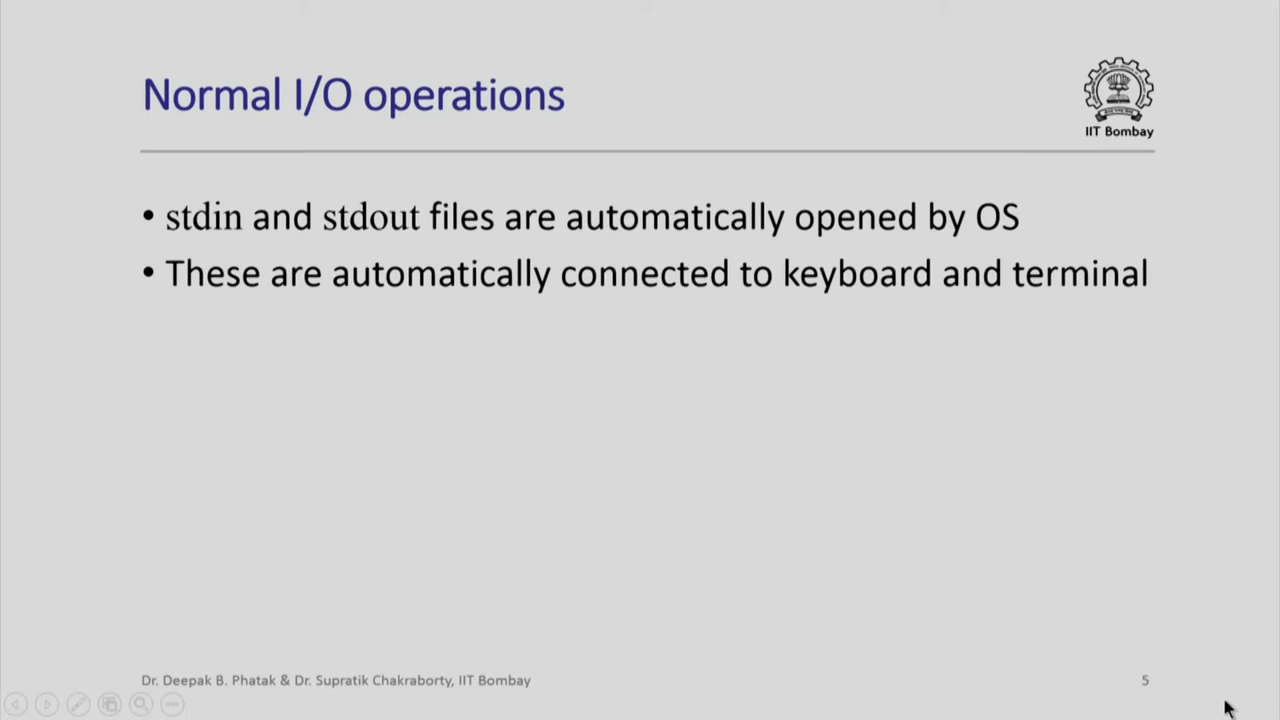 Normal I/O operations
IIT Bombay
• stdin and stdout files are automatically opened by OS
• These are automatically connected to keyboard and terminal
Dr. Deepak B. Phatak & Dr. Supratik Chakraborty, IIT Bombay
5